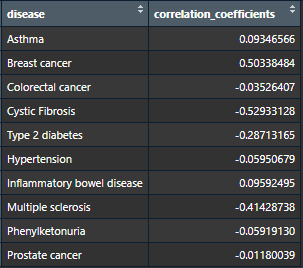 disease correlation_coefficients
Asthma 0.09346566
Breast cancer 0.50338484
Colorectal cancer -0.03526407
Cystic Fibrosis -0.52933128
Type 2 diabetes -0.28713165
Hypertension -0.05950679
Inflammatory bowel disease 0.09592495
Multiple sclerosis -0.41428738
Phenylketonuria -0.05919130
Prostate cancer -0.01180039